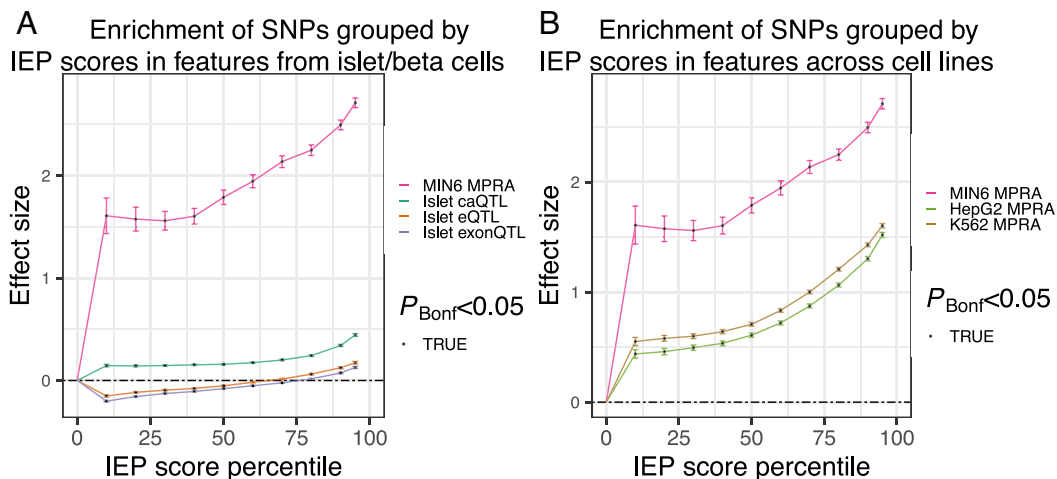 A
Enrichment of SNPs grouped by
IEP scores in features from islet/beta cells
Effect size
2
1
0
0
25
50
75
100
IEP score percentile
MIN6 MPRA
Islet caQTL
Islet eQTL
Islet exonQTL
PBonf<0.05
TRUE
B
Enrichment of SNPs grouped by
IEP scores in features across cell lines
Effect size
2
1
0
0
25
50
75
100
IEP score percentile
MIN6 MPRA
HepG2 MPRA
K562 MPRA
PBonf<0.05
TRUE